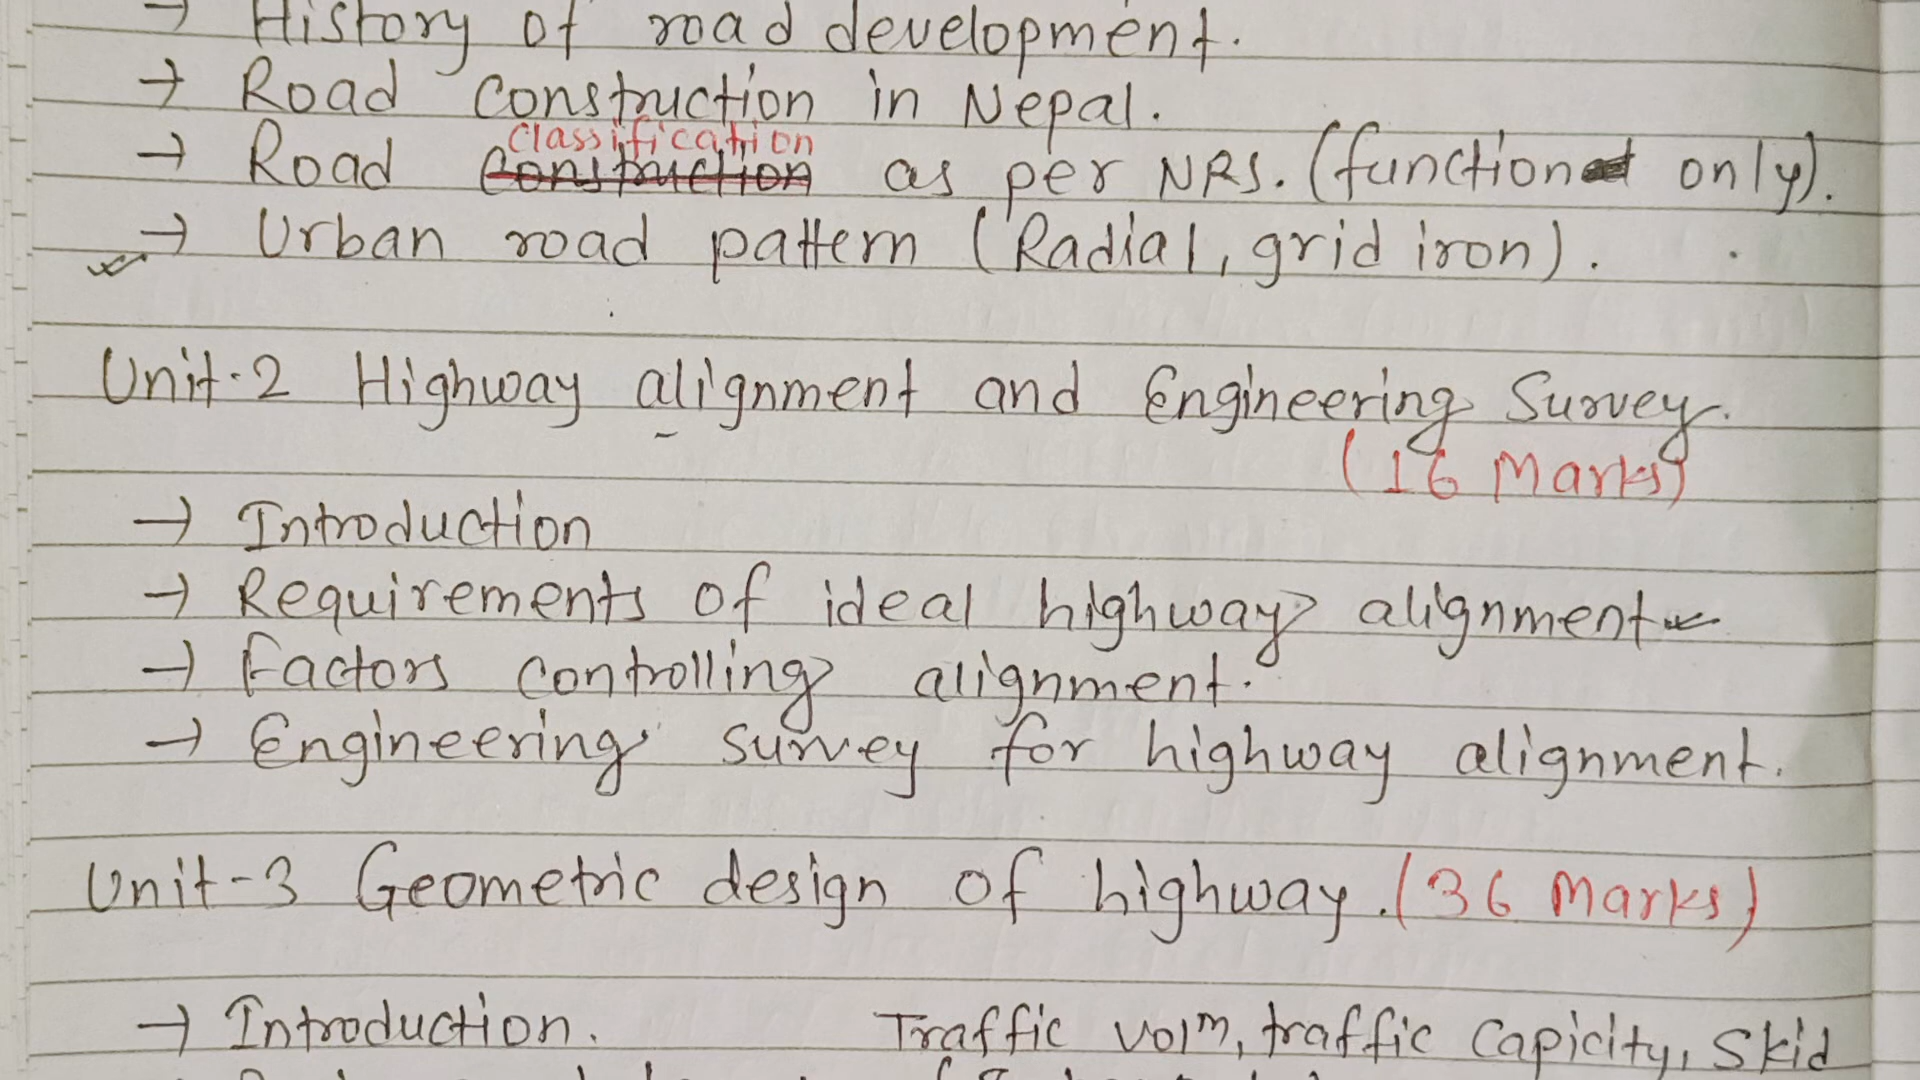 → History of road development.
→ Road construction in Nepal.
classification
→ Road construction as per NRS. (function only).
→ Urban road pattern (Radial, grid iron).
Unit-2 Highway alignment and Engineering Survey.
(16 Marks)
→ Introduction
→ Requirements of ideal highway alignment
→ Factors controlling alignment.
→ Engineering survey for highway alignment.
Unit-3 Geometric design of highway. (36 Marks)
→ Introduction. Traffic volm, traffic capicity, skid